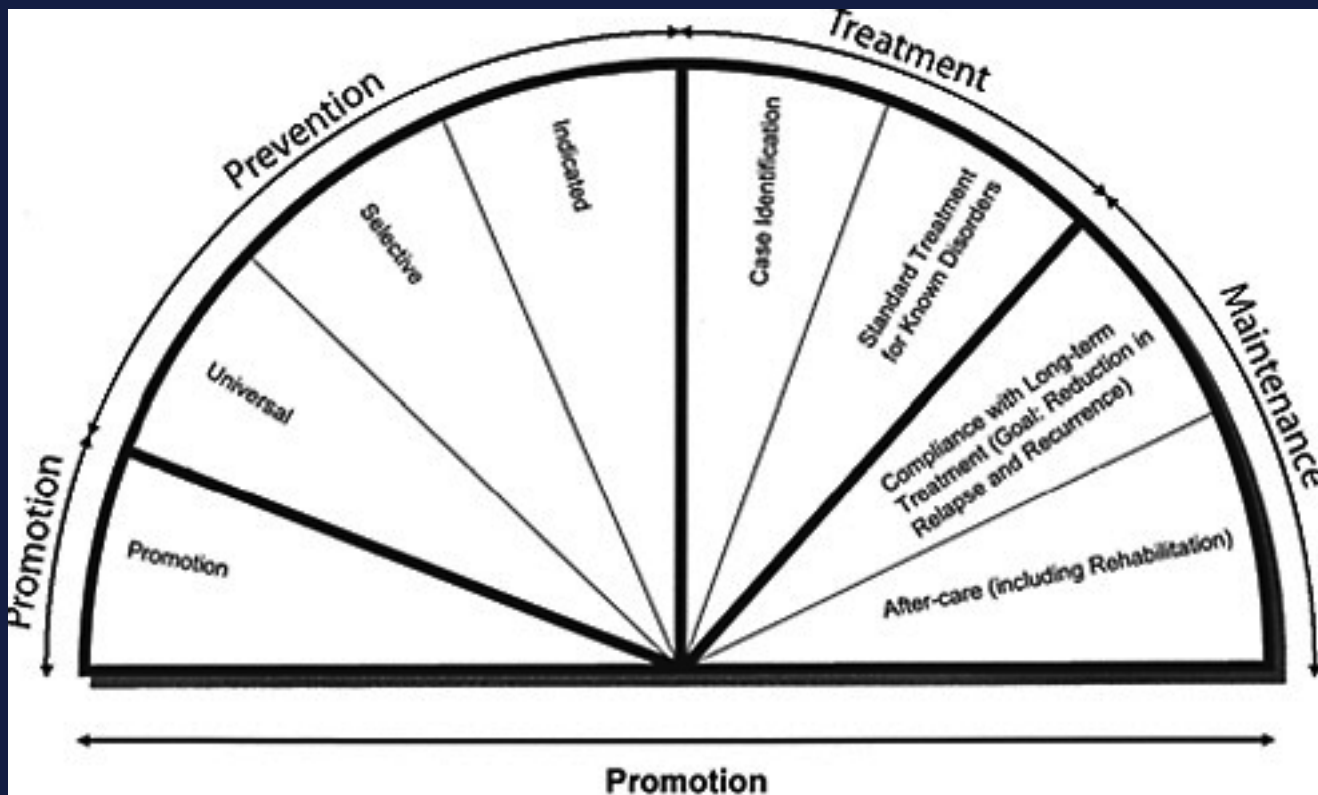 Promotion
Prevention
Treatment
Maintenance
Promotion
Universal
Selective
Indicated
Case Identification
Standard Treatment
for Known Disorders
Compliance with Long-term
Treatment (Goal: Reduction in
Relapse and Recurrence)
After-care (including Rehabilitation)
Promotion